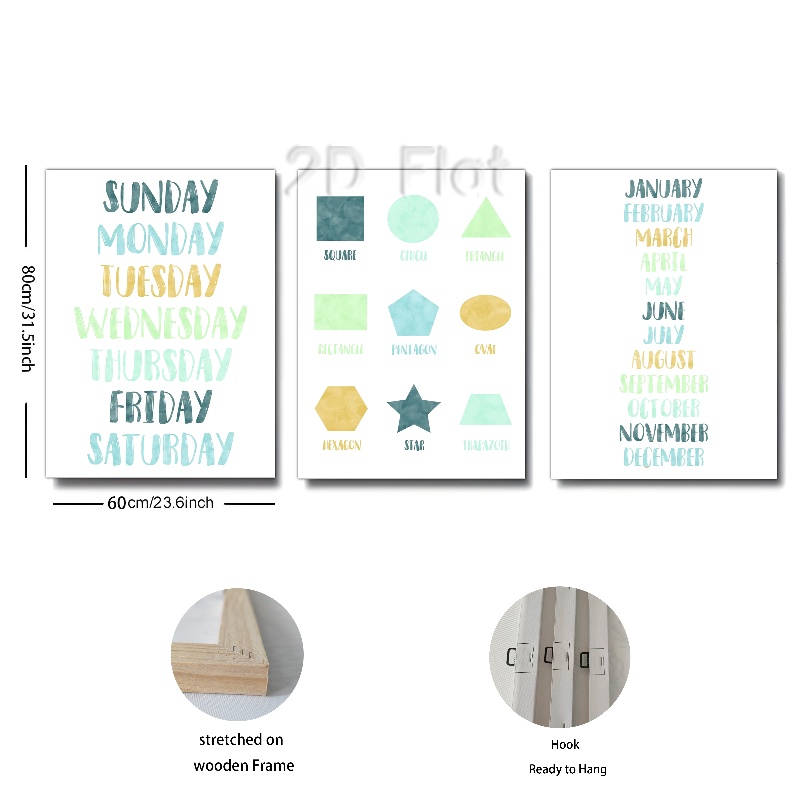 2D Flat
SUNDAY
MONDAY
TUESDAY
WEDNESDAY
THURSDAY
FRIDAY
SATURDAY
SQUARE CIRCLE TRIANGLE
RECTANGLE PENTAGON OVAL
HEXAGON STAR TRAPAZOID
JANUARY
FEBRUARY
MARCH
APRIL
MAY
JUNE
JULY
AUGUST
SEPTEMBER
OCTOBER
NOVEMBER
DECEMBER
80cm/31.5inch
60cm/23.6inch
stretched on
wooden Frame
Hook
Ready to Hang